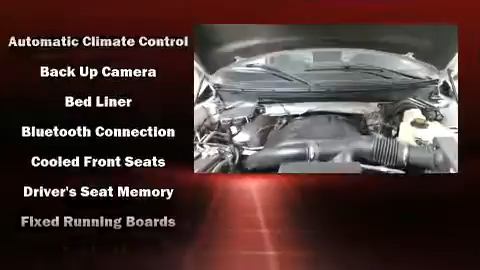 Automatic Climate Control
Back Up Camera
Bed Liner
Bluetooth Connection
Cooled Front Seats
Driver's Seat Memory
Fixed Running Boards